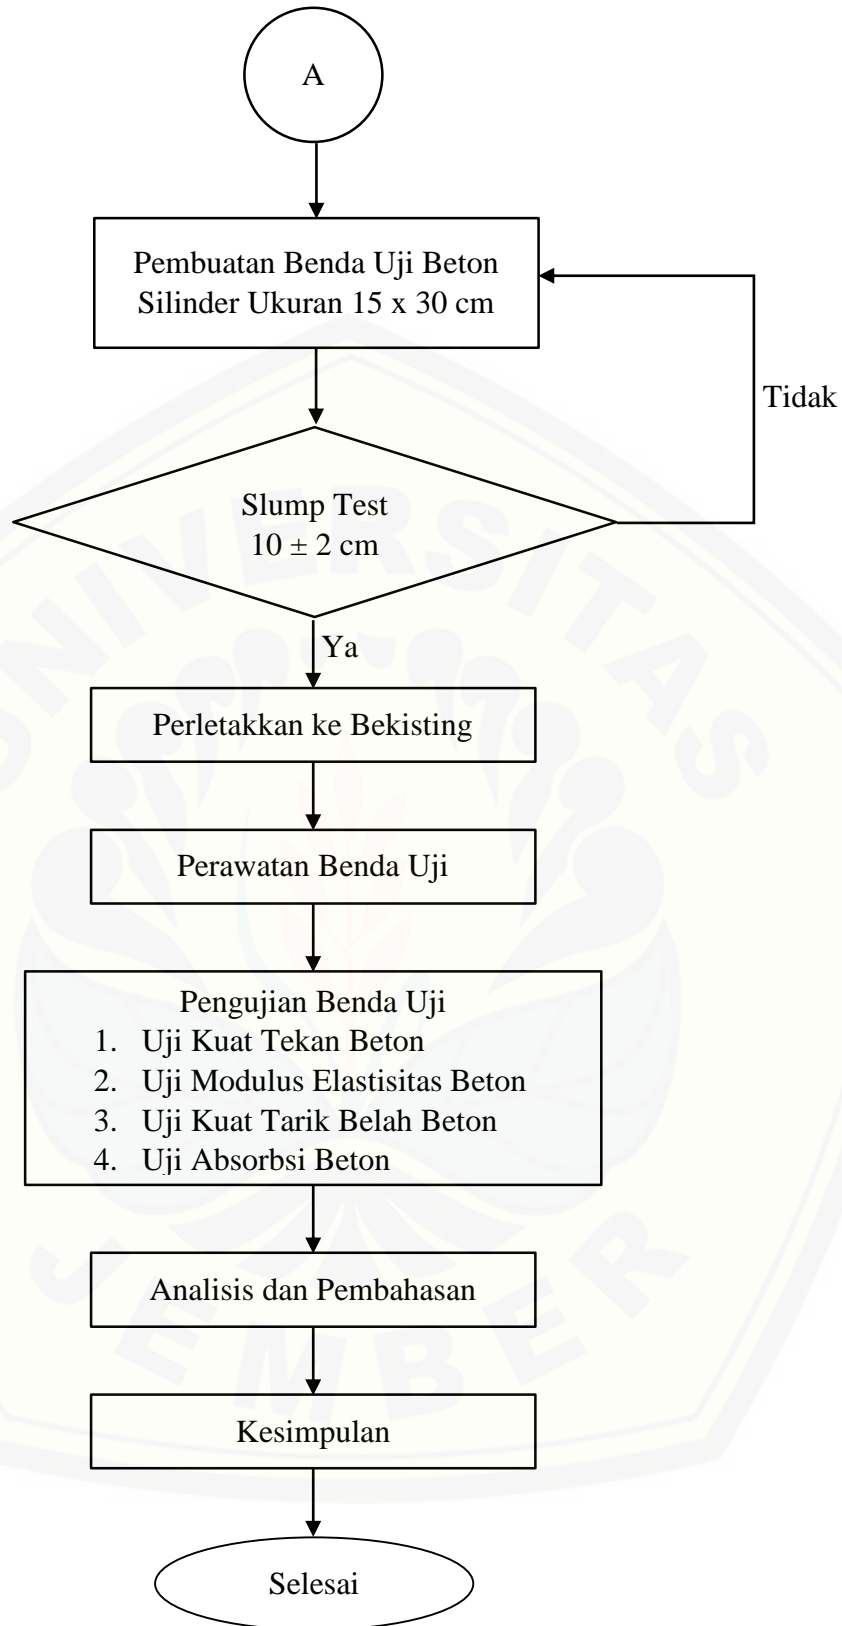 A
Pembuatan Benda Uji Beton
Silinder Ukuran 15 x 30 cm
Tidak
Slump Test
10 ± 2 cm
Ya
Perletakkan ke Bekisting
Perawatan Benda Uji
Pengujian Benda Uji
1. Uji Kuat Tekan Beton
2. Uji Modulus Elastisitas Beton
3. Uji Kuat Tarik Belah Beton
4. Uji Absorbsi Beton
Analisis dan Pembahasan
Kesimpulan
Selesai
UNIVERSITAS
JEMBER